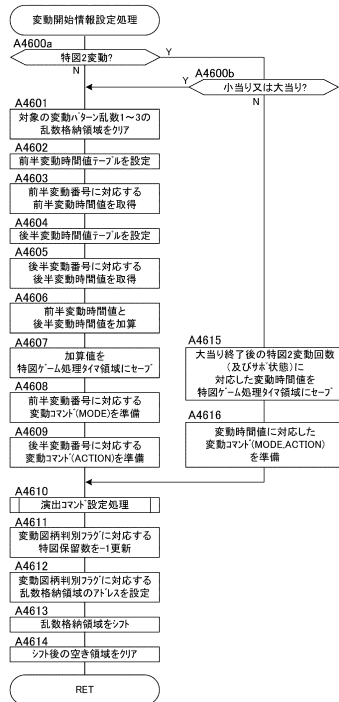 変動開始情報設定処理
A4600a
特図2変動?
Y
N
A4600b
小当り又は大当り?
Y
N
A4601
対象の変動ﾊﾟﾀｰﾝ乱数1～3の
乱数格納領域をクリア
A4602
前半変動時間値ﾃｰﾌﾞﾙを設定
A4603
前半変動番号に対応する
前半変動時間値を取得
A4604
後半変動時間値ﾃｰﾌﾞﾙを設定
A4605
後半変動番号に対応する
後半変動時間値を取得
A4606
前半変動時間値と
後半変動時間値を加算
A4607
加算値を
特図ｹﾞｰﾑ処理ﾀｲﾏ領域にｾｰﾌﾞ
A4608
前半変動番号に対応する
変動ｺﾏﾝﾄﾞ(MODE)を準備
A4609
後半変動番号に対応する
変動ｺﾏﾝﾄﾞ(ACTION)を準備
A4615
大当り終了後の特図2変動回数
(及びｻﾎﾟ状態)に
対応した変動時間値を
特図ｹﾞｰﾑ処理ﾀｲﾏ領域にｾｰﾌﾞ
A4616
変動時間値に対応した
変動ｺﾏﾝﾄﾞ(MODE,ACTION)
を準備
A4610
演出ｺﾏﾝﾄﾞ設定処理
A4611
変動図柄判別ﾌﾗｸﾞに対応する
特図保留数を-1更新
A4612
変動図柄判別ﾌﾗｸﾞに対応する
乱数格納領域のｱﾄﾞﾚｽを設定
A4613
乱数格納領域をｼﾌﾄ
A4614
ｼﾌﾄ後の空き領域をｸﾘｱ
RET